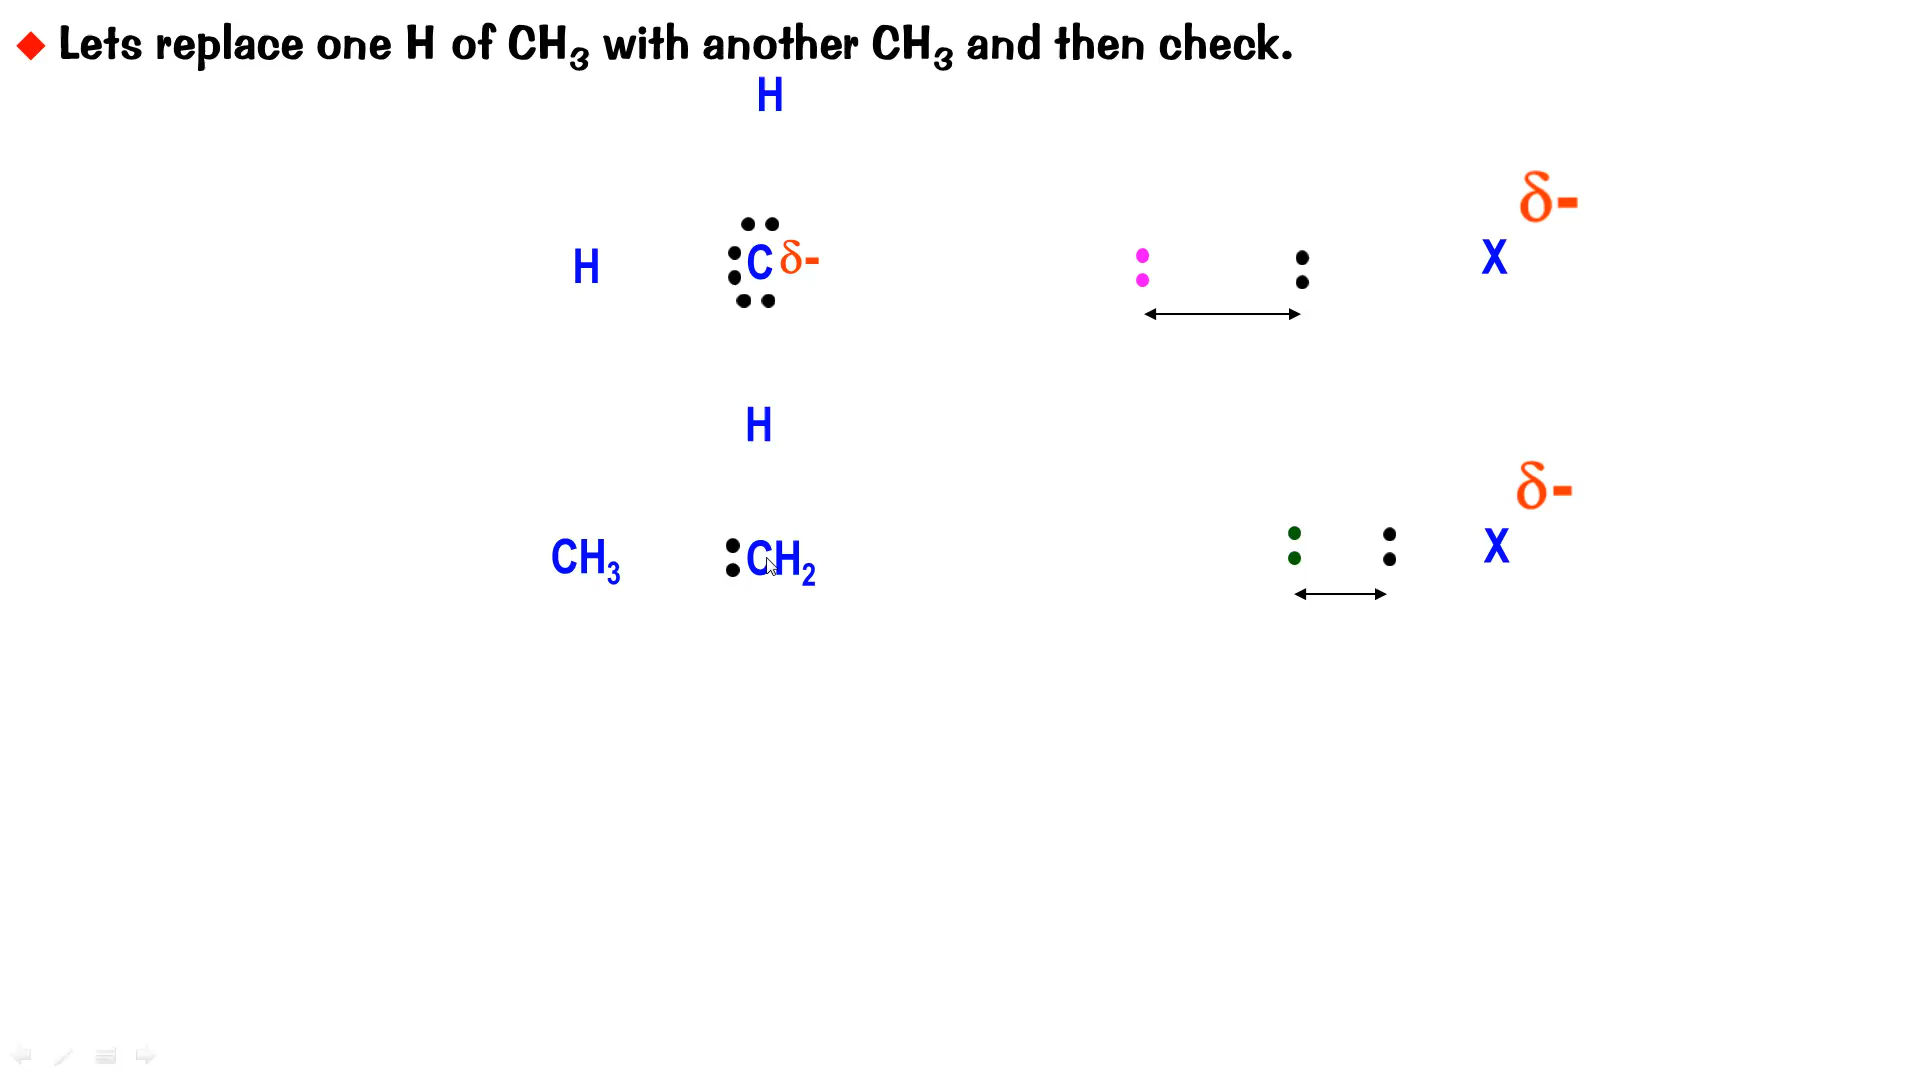 Lets replace one H of CH₃ with another CH₃ and then check.
H
δ-
H C δ- X
H
δ-
CH₃ CH₂ X